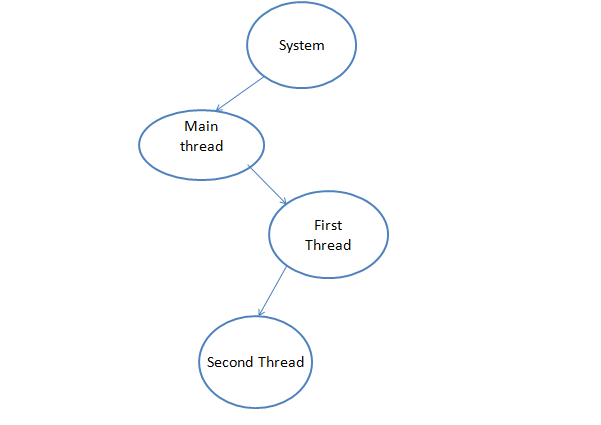 System
Main
thread
First
Thread
Second Thread